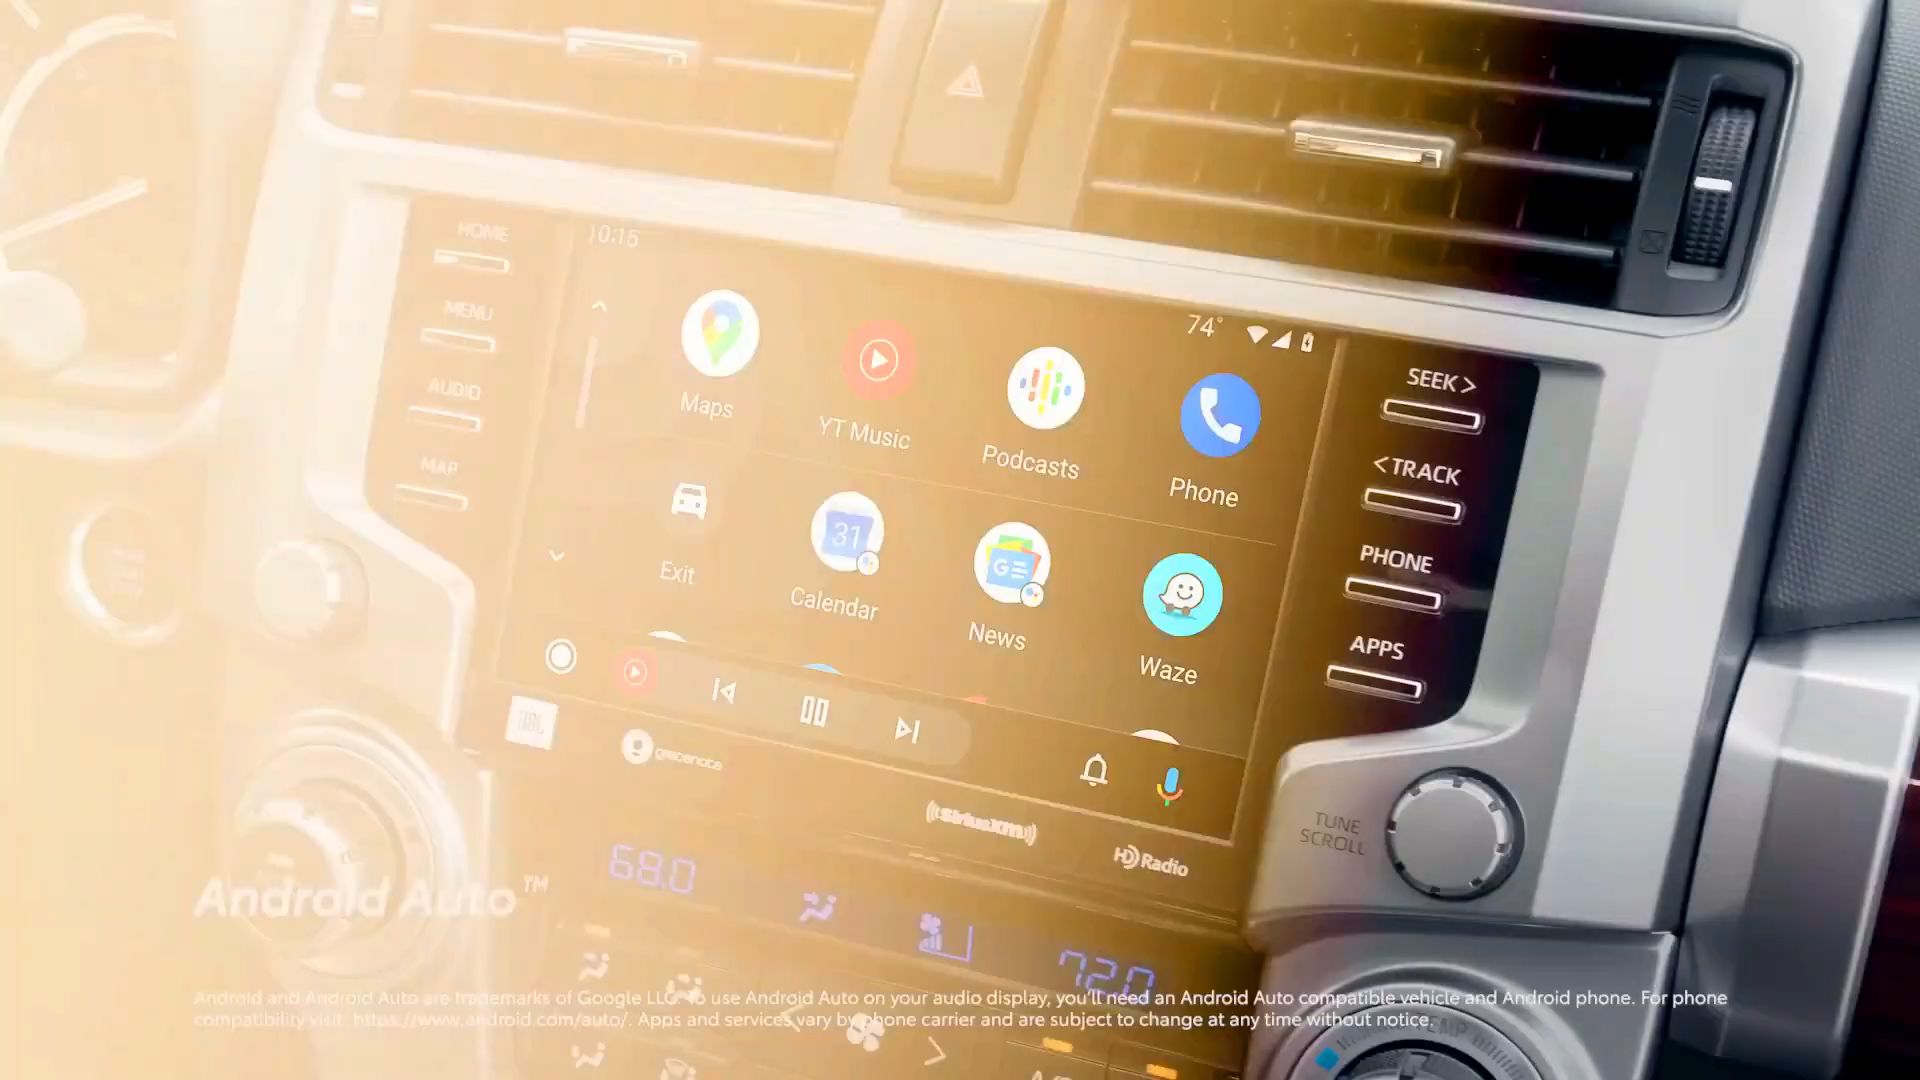 HOME
10:15
MENU
74°
SEEK >
AUDIO
Maps
YT Music
Podcasts
Phone
< TRACK
MAP
31
Exit
Calendar
News
Waze
PHONE
APPS
JBL
gracenote
((SiriusXM))
HD Radio
TUNE
SCROLL
68.0
72.0
Android Auto™
Android and Android Auto are trademarks of Google LLC. To use Android Auto on your audio display, you'll need an Android Auto compatible vehicle and Android phone. For phone
compatibility visit: https://www.android.com/auto/. Apps and services vary by phone carrier and are subject to change at any time without notice.
TEMP